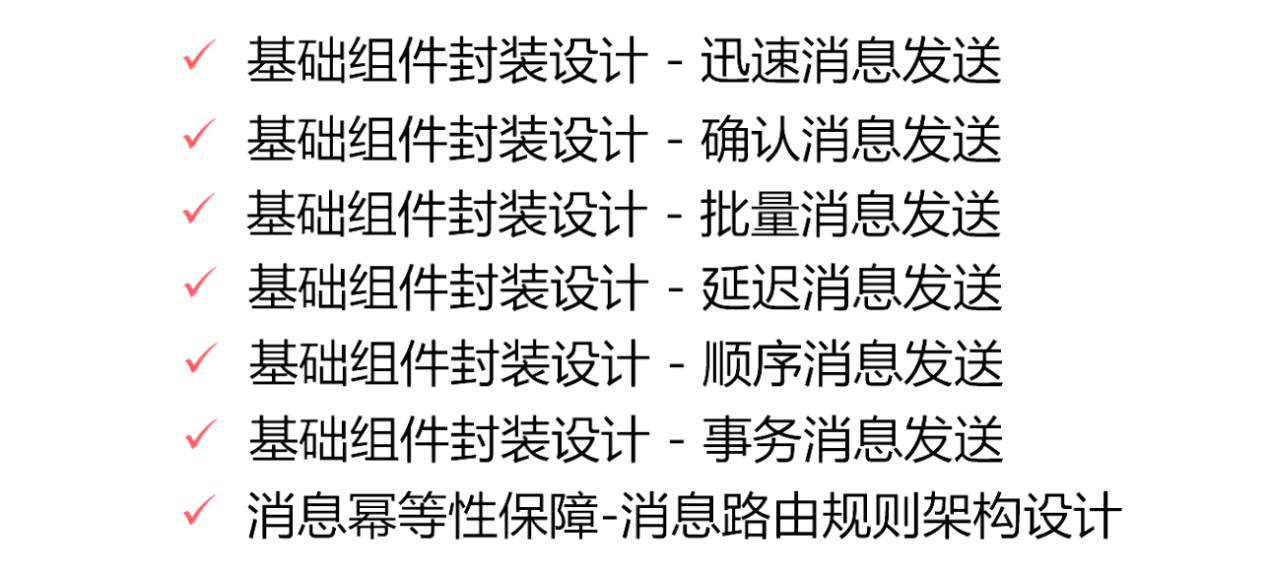 基础组件封装设计 - 迅速消息发送
基础组件封装设计 - 确认消息发送
基础组件封装设计 - 批量消息发送
基础组件封装设计 - 延迟消息发送
基础组件封装设计 - 顺序消息发送
基础组件封装设计 - 事务消息发送
消息幂等性保障-消息路由规则架构设计